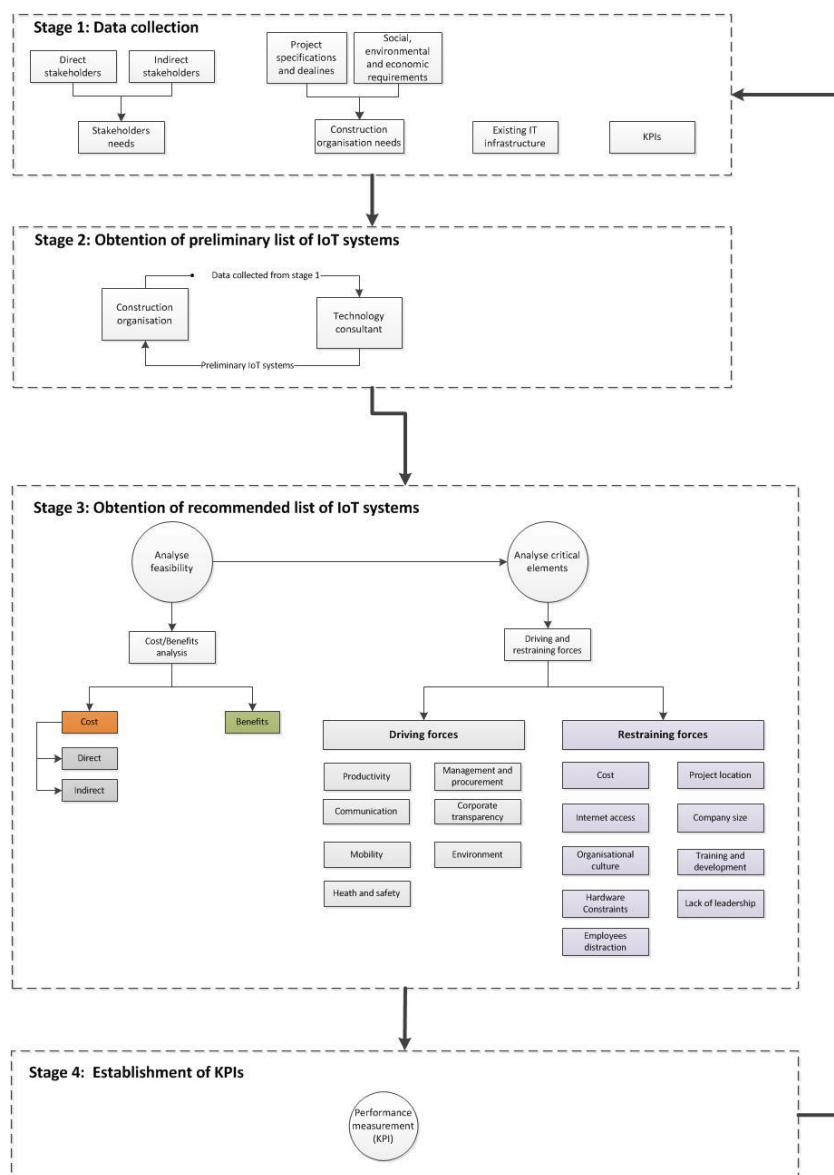 Stage 1: Data collection
Direct
stakeholders
Indirect
stakeholders
Project
specifications
and dealines
Social,
environmental
and economic
requirements
Stakeholders
needs
Construction
organisation needs
Existing IT
infrastructure
KPIs
Stage 2: Obtention of preliminary list of IoT systems
Data collected from stage 1
Construction
organisation
Technology
consultant
Preliminary IoT systems
Stage 3: Obtention of recommended list of IoT systems
Analyse
feasibility
Analyse critical
elements
Cost/Benefits
analysis
Driving and
restraining forces
Cost
Benefits
Direct
Indirect
Driving forces
Productivity
Management and
procurement
Communication
Corporate
transparency
Mobility
Environment
Heath and safety
Restraining forces
Cost
Project location
Internet access
Company size
Organisational
culture
Training and
development
Hardware
Constraints
Lack of leadership
Employees
distraction
Stage 4: Establishment of KPIs
Performance
measurement
(KPI)